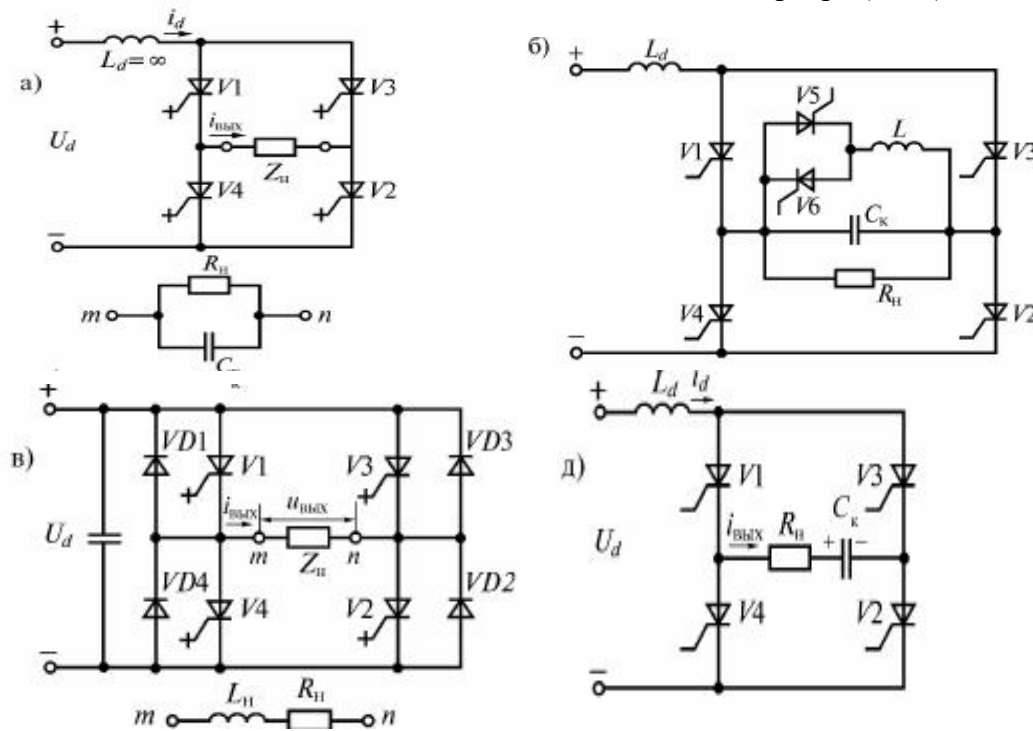 а)
+
L_d=∞
i_d
V1
V3
U_d
i_вых
Z_н
V4
V2
−
R_н
m
n
б)
+
L_d
V5
V1
L
V3
V6
C_к
R_н
V4
V2
−
в)
+
VD1
V1
V3
VD3
i_вых
u_вых
U_d
m
Z_н
n
VD4
V4
V2
VD2
−
L_н
R_н
m
n
д)
+
L_d
i_d
V1
V3
C_к
U_d
i_вых
R_н
+
−
V4
V2
−